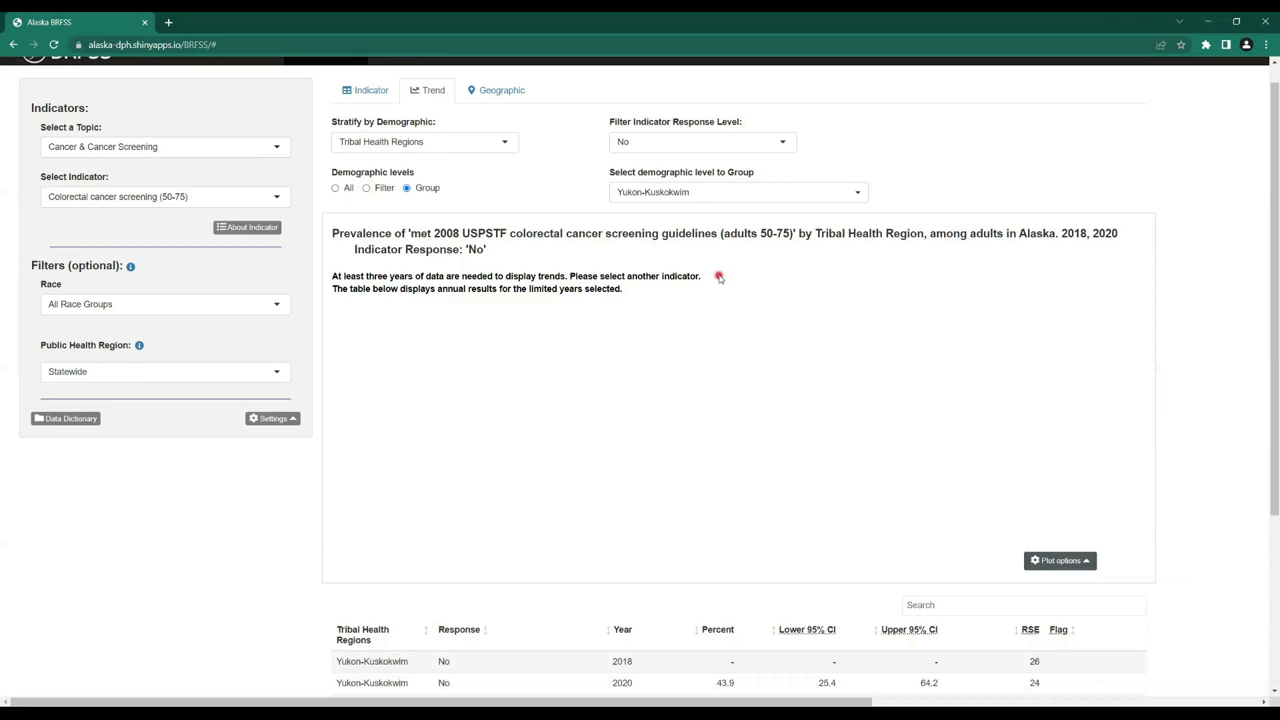 Alaska BRFSS
alaska-dph.shinyapps.io/BRFSS/#
Indicator
Trend
Geographic
Indicators:
Select a Topic:
Cancer & Cancer Screening
Select Indicator:
Colorectal cancer screening (50-75)
About Indicator
Filters (optional):
Race
All Race Groups
Public Health Region:
Statewide
Data Dictionary
Settings
Stratify by Demographic:
Tribal Health Regions
Filter Indicator Response Level:
No
Demographic levels
All Filter Group
Select demographic level to Group
Yukon-Kuskokwim
Prevalence of 'met 2008 USPSTF colorectal cancer screening guidelines (adults 50-75)' by Tribal Health Region, among adults in Alaska. 2018, 2020
Indicator Response: 'No'
At least three years of data are needed to display trends. Please select another indicator.
The table below displays annual results for the limited years selected.
Plot options
Search
Tribal Health Regions Response Year Percent Lower 95% CI Upper 95% CI RSE Flag
Yukon-Kuskokwim No 2018 - - - 26
Yukon-Kuskokwim No 2020 43.9 25.4 64.2 24